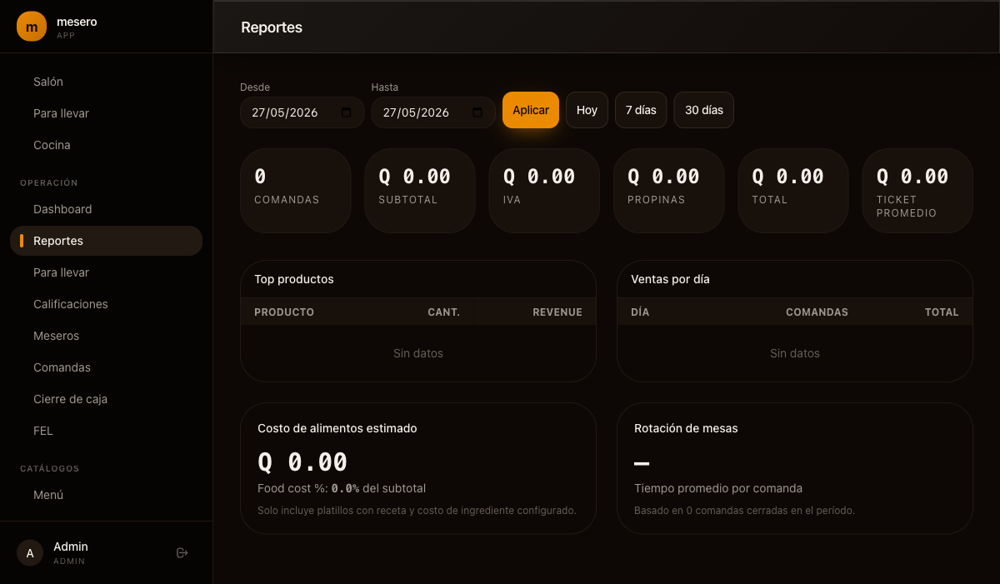 m
mesero
APP
Salón
Para llevar
Cocina
OPERACIÓN
Dashboard
Reportes
Para llevar
Calificaciones
Meseros
Comandas
Cierre de caja
FEL
CATÁLOGOS
Menú
A
Admin
ADMIN
Reportes
Desde
Hasta
27/05/2026
27/05/2026
Aplicar
Hoy
7 días
30 días
0
COMANDAS
Q 0.00
SUBTOTAL
Q 0.00
IVA
Q 0.00
PROPINAS
Q 0.00
TOTAL
Q 0.00
TICKET
PROMEDIO
Top productos
PRODUCTO CANT. REVENUE
Sin datos
Ventas por día
DÍA COMANDAS TOTAL
Sin datos
Costo de alimentos estimado
Q 0.00
Food cost %: 0.0% del subtotal
Solo incluye platillos con receta y costo de ingrediente configurado.
Rotación de mesas
—
Tiempo promedio por comanda
Basado en 0 comandas cerradas en el período.